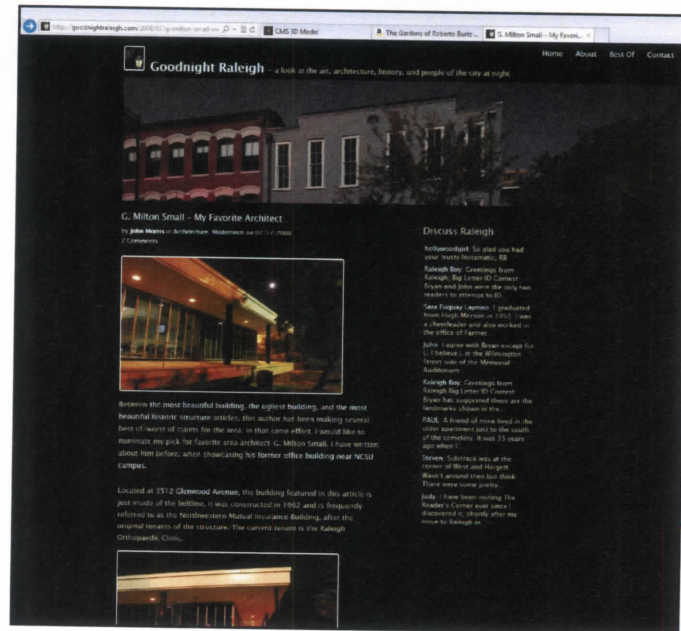 http://goodnightraleigh.com/2008/07/g-milton-small-my
CMS 3D Model
The Gardens of Roberto Burle ...
G. Milton Small – My Favori...
Home About Best Of Contact
Goodnight Raleigh – a look at the art, architecture, history, and people of the city at night
G. Milton Small – My Favorite Architect
by John Morris in Architecture, Modernism on 2008
2 Comments
Between the most beautiful building, the ugliest building, and the most
beautiful historic structure articles, this author has been making several
best-of/worst of claims for the area. In that same effort, I would like to
nominate my pick for favorite area architect: G. Milton Small. I have written
about him before, when showcasing his former office building near NCSU
campus.
Located at 3512 Glenwood Avenue, the building featured in this article is
just inside of the beltline. It was constructed in 1962 and is frequently
referred to as the Northwestern Mutual Insurance Building, after the
original tenants of the structure. The current tenant is the Raleigh
Orthopaedic Clinic.
Discuss Raleigh
hollywoodgirl: So glad you had
your trusty Instamatic, RB.
Raleigh Boy: Greetings from
Raleigh, Big Letter ID Contest
Bryan and John were the only two
readers to attempt to ID
Sara Fuquay Layman: I graduated
from Hugh Morson in 1952. I was
a cheerleader and also worked in
the office of Farmer.
John: I agree with Bryan except for
L. I believe L is the Wilmington
Street side of the Memorial
Auditorium.
Raleigh Boy: Greetings from
Raleigh Big Letter ID Contest
Bryan has suggested these are the
landmarks shown in the...
PAUL: A friend of mine lived in the
older apartment just to the south
of the cemetery. It was 35 years
ago when I.
Steven: Sidetrack was at the
corner of West and Hargett.
Wasn't around then but think
There were some pretty.
Judy: I have been visiting The
Reader's Corner ever since I
discovered it, shortly after my
move to Raleigh in